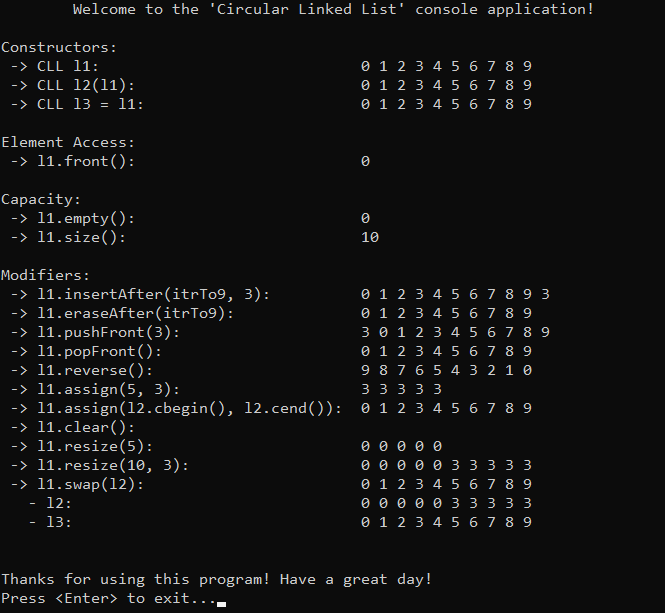 Welcome to the 'Circular Linked List' console application!
Constructors:
-> CLL l1: 0 1 2 3 4 5 6 7 8 9
-> CLL l2(l1): 0 1 2 3 4 5 6 7 8 9
-> CLL l3 = l1: 0 1 2 3 4 5 6 7 8 9
Element Access:
-> l1.front(): 0
Capacity:
-> l1.empty(): 0
-> l1.size(): 10
Modifiers:
-> l1.insertAfter(itrTo9, 3): 0 1 2 3 4 5 6 7 8 9 3
-> l1.eraseAfter(itrTo9): 0 1 2 3 4 5 6 7 8 9
-> l1.pushFront(3): 3 0 1 2 3 4 5 6 7 8 9
-> l1.popFront(): 0 1 2 3 4 5 6 7 8 9
-> l1.reverse(): 9 8 7 6 5 4 3 2 1 0
-> l1.assign(5, 3): 3 3 3 3 3
-> l1.assign(l2.cbegin(), l2.cend()): 0 1 2 3 4 5 6 7 8 9
-> l1.clear():
-> l1.resize(5): 0 0 0 0 0
-> l1.resize(10, 3): 0 0 0 0 0 3 3 3 3 3
-> l1.swap(l2): 0 1 2 3 4 5 6 7 8 9
- l2: 0 0 0 0 0 3 3 3 3 3
- l3: 0 1 2 3 4 5 6 7 8 9
Thanks for using this program! Have a great day!
Press <Enter> to exit...